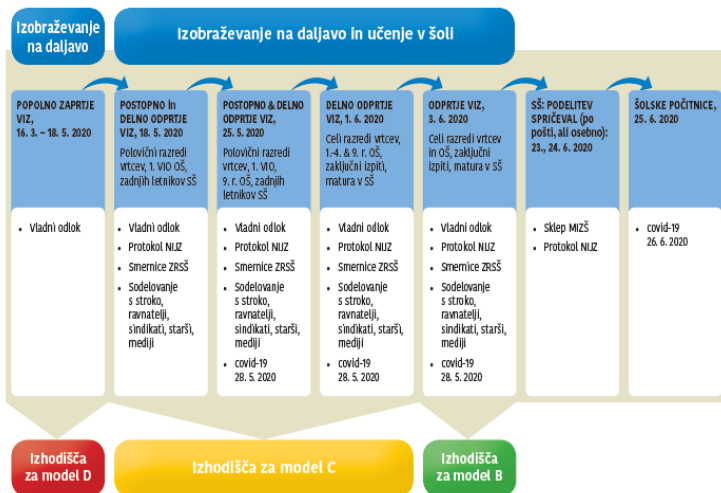 Izobraževanje
na daljavo
Izobraževanje na daljavo in učenje v šoli
POPOLNO ZAPRTJE
VIZ,
16. 3. – 18. 5. 2020
• Vladni odlok
POSTOPNO in
DELNO ODPRTJE
VIZ, 18. 5. 2020
Polovični razredi
vrtcev, 1. VIO OŠ,
zadnjih letnikov SŠ
• Vladni odlok
• Protokol NIJZ
• Smernice ZRSŠ
• Sodelovanje
s stroko,
ravnatelji,
sindikati, starši,
mediji
POSTOPNO & DELNO
ODPRTJE VIZ,
25. 5. 2020
Polovični razredi
vrtcev, 1. VIO,
9. r. OŠ, zadnjih
letnikov SŠ
• Vladni odlok
• Protokol NIJZ
• Smernice ZRSŠ
• Sodelovanje
s stroko,
ravnatelji,
sindikati, starši,
mediji
• covid-19
28. 5. 2020
DELNO ODPRTJE
VIZ, 1. 6. 2020
Celi razredi vrtcev,
1.-4. & 9. r. OŠ,
zaključni izpiti,
matura v SŠ
• Vladni odlok
• Protokol NIJZ
• Smernice ZRSŠ
• Sodelovanje
s stroko,
ravnatelji,
sindikati, starši,
mediji
• covid-19
28. 5. 2020
ODPRTJE VIZ,
3. 6. 2020
Celi razredi vrtcev
in OŠ, zaključni
izpiti, matura v SŠ
• Vladni odlok
• Protokol NIJZ
• Smernice ZRSŠ
• Sodelovanje
s stroko,
ravnatelji,
sindikati, starši,
mediji
• covid-19
28. 5. 2020
SŠ: PODELITEV
SPRIČEVAL (po
pošti, ali osebno):
23., 24. 6. 2020
• Sklep MIZŠ
• Protokol NIJZ
ŠOLSKE POČITNICE,
25. 6. 2020
• covid-19
26. 6. 2020
Izhodišča
za model D
Izhodišča za model C
Izhodišča
za model B